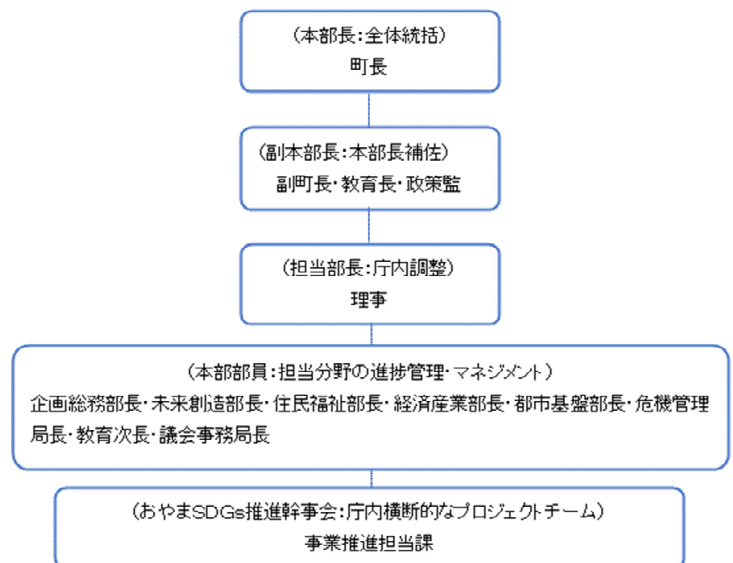 (本部長：全体統括)
町長
(副本部長：本部長補佐)
副町長・教育長・政策監
(担当部長：庁内調整)
理事
(本部部員：担当分野の進捗管理・マネジメント)
企画総務部長・未来創造部長・住民福祉部長・経済産業部長・都市基盤部長・危機管理
局長・教育次長・議会事務局長
(おやまSDGs推進幹事会：庁内横断的なプロジェクトチーム)
事業推進担当課